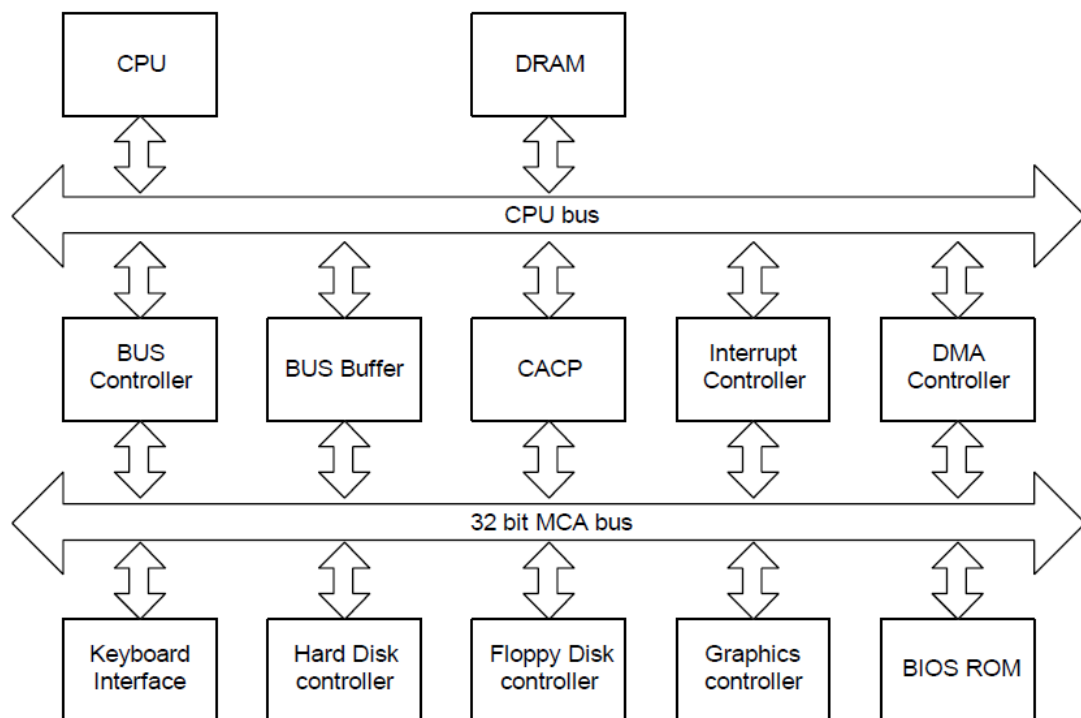 CPU
DRAM
CPU bus
BUS
Controller
BUS Buffer
CACP
Interrupt
Controller
DMA
Controller
32 bit MCA bus
Keyboard
Interface
Hard Disk
controller
Floppy Disk
controller
Graphics
controller
BIOS ROM